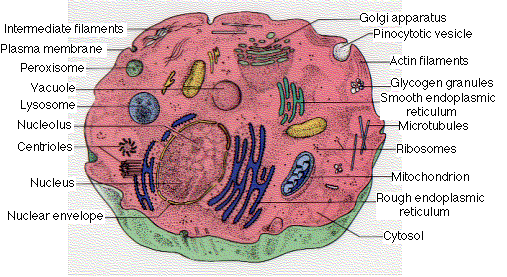 Intermediate filaments
Plasma membrane
Peroxisome
Vacuole
Lysosome
Nucleolus
Centrioles
Nucleus
Nuclear envelope
Golgi apparatus
Pinocytotic vesicle
Actin filaments
Glycogen granules
Smooth endoplasmic
reticulum
Microtubules
Ribosomes
Mitochondrion
Rough endoplasmic
reticulum
Cytosol